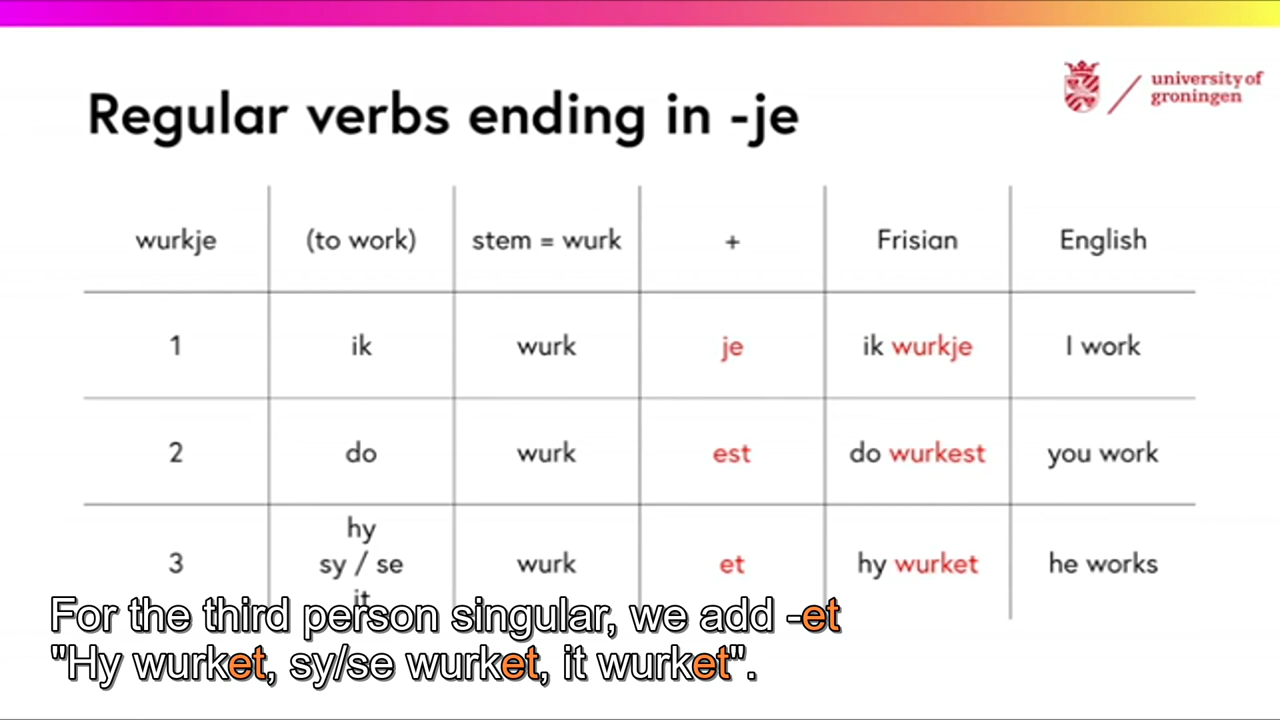 university of
groningen
Regular verbs ending in -je
wurkje (to work) stem = wurk + Frisian English
1 ik wurk je ik wurkje I work
2 do wurk est do wurkest you work
hy
3 sy / se wurk et hy wurket he works
it
For the third person singular, we add -et
"Hy wurket, sy/se wurket, it wurket".